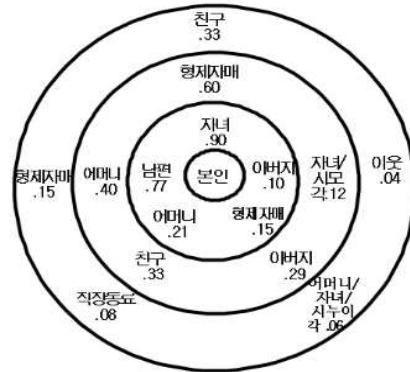 친구
.33
형제자매
.60
자녀
.90
본인
남편
.77
아버지
.10
어머니
.21
형제자매
.15
어머니
.40
자녀/
시모
각.12
친구
.33
아버지
.29
형제자매
.15
이웃
.04
직장동료
.08
어머니/
자녀/
시누이
각 .06